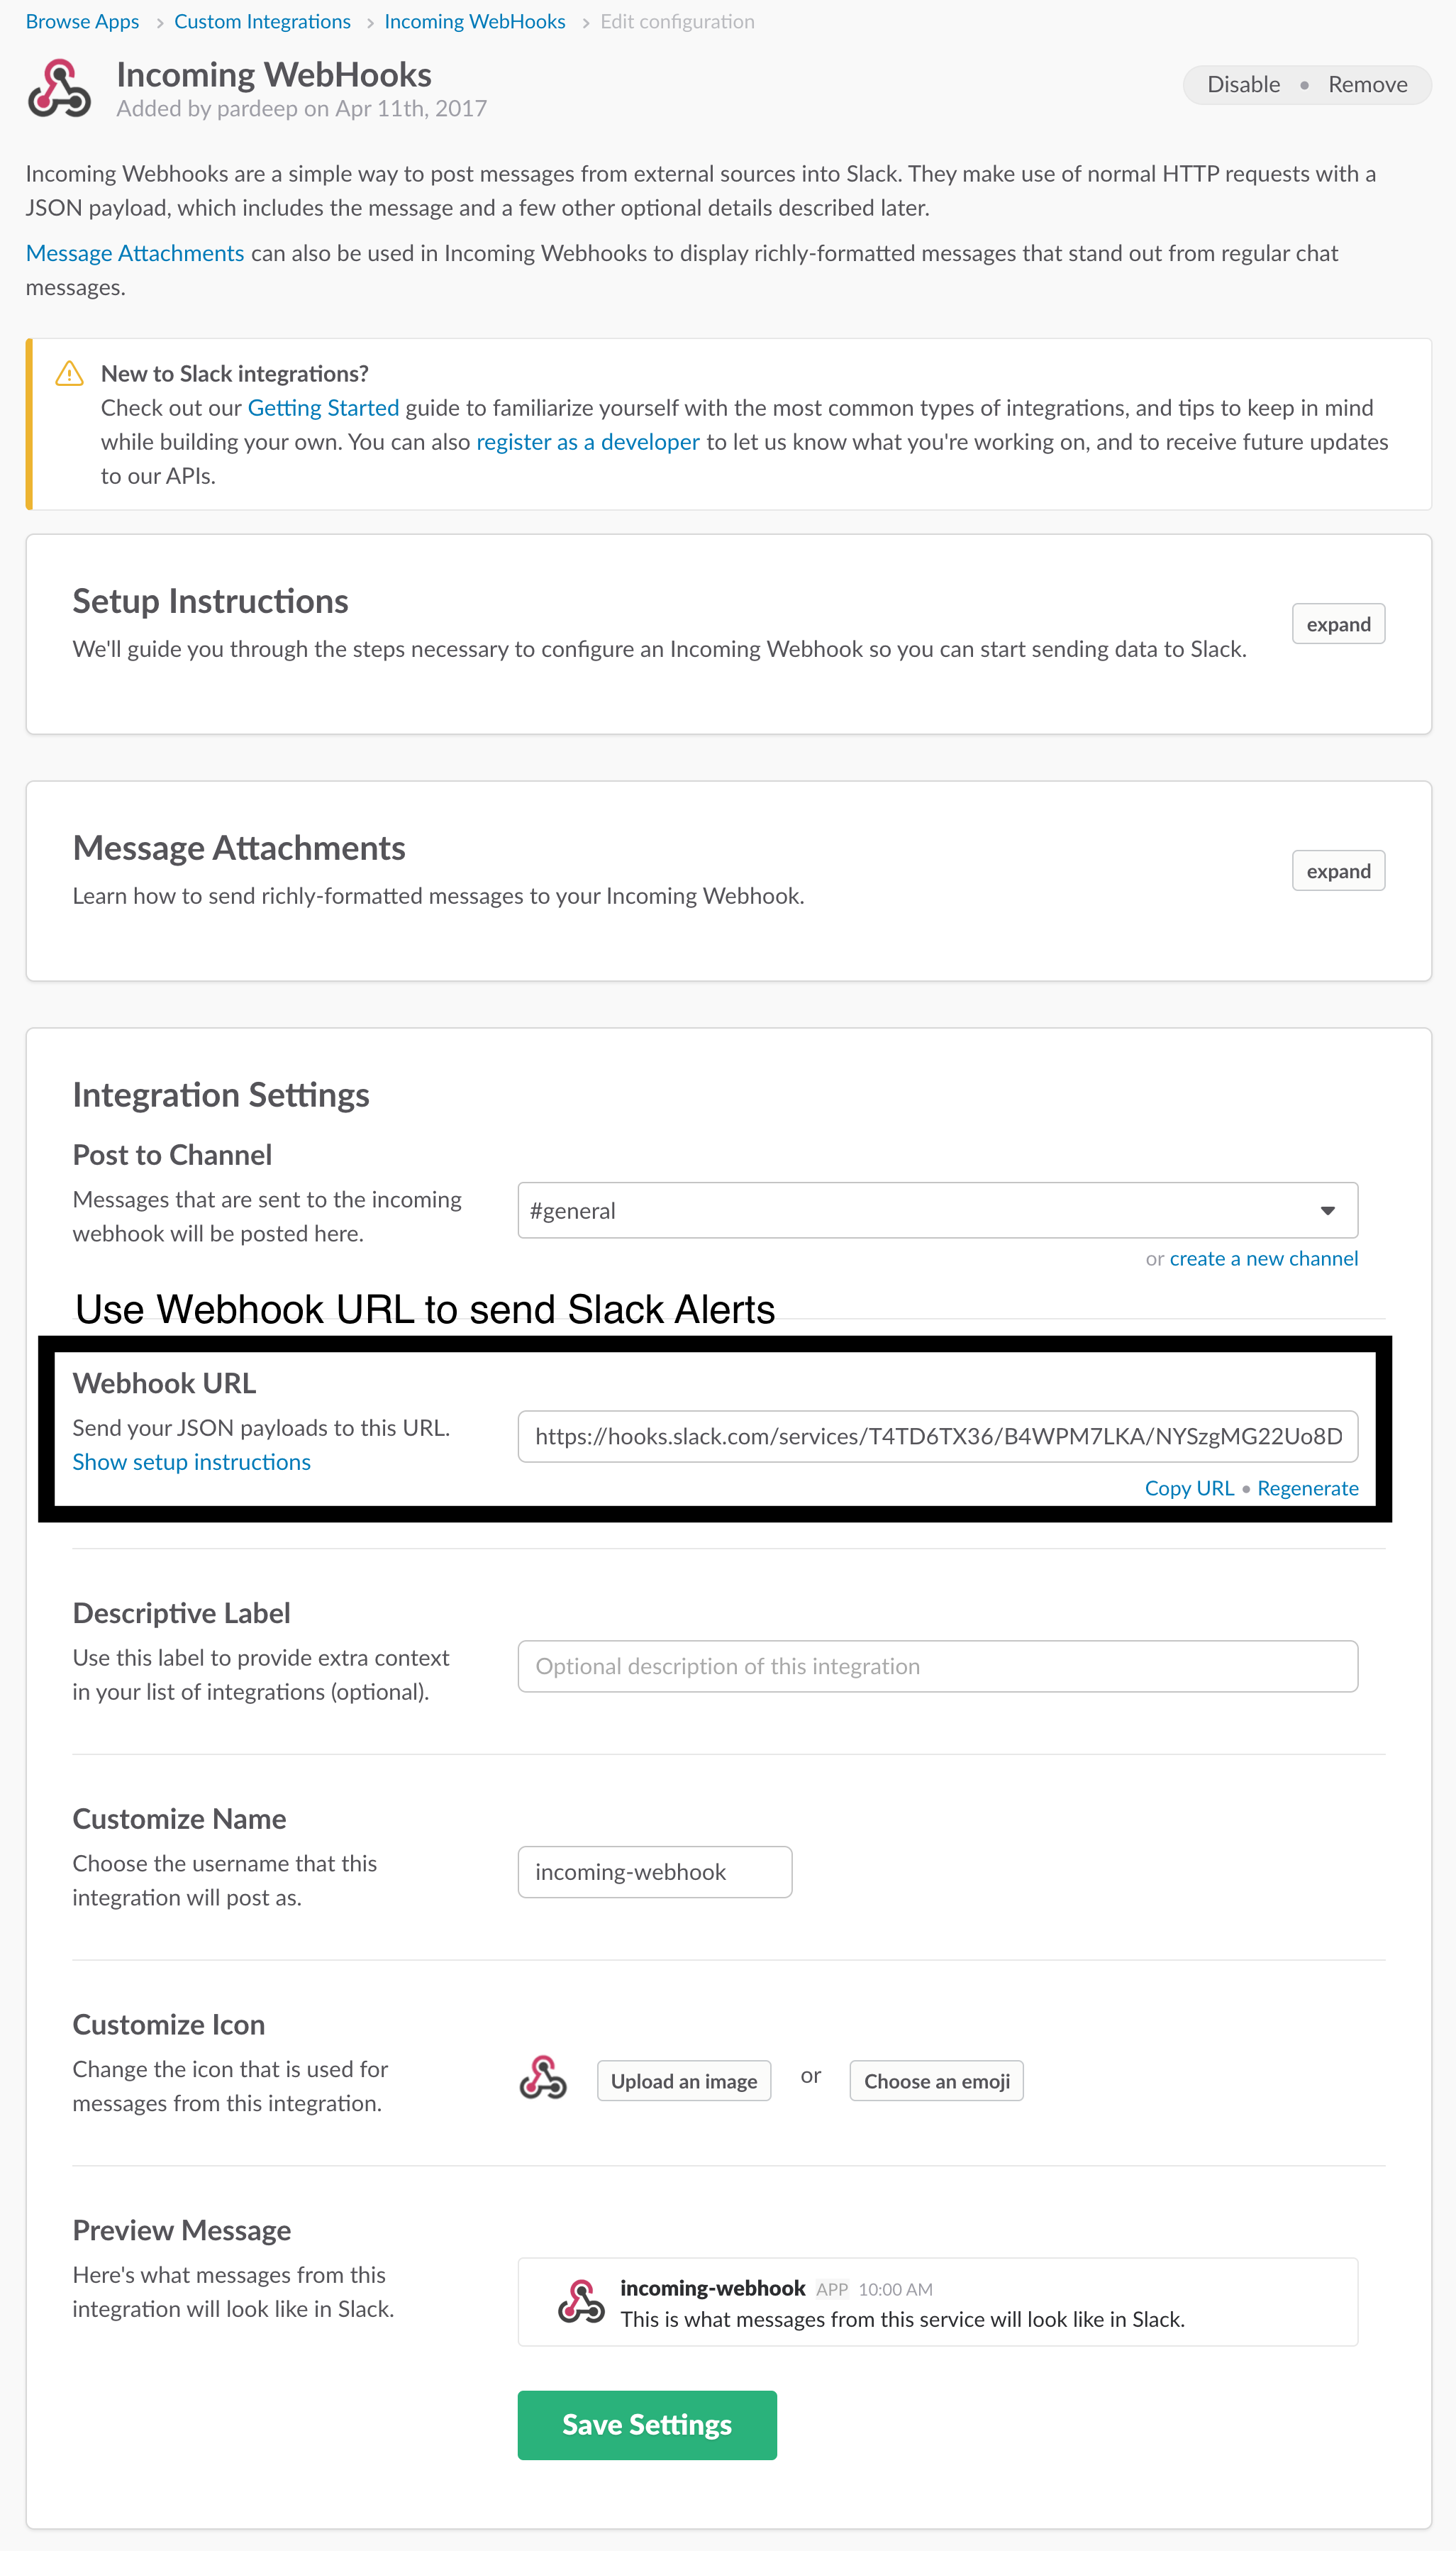 Browse Apps > Custom Integrations > Incoming WebHooks > Edit configuration
Incoming WebHooks
Added by pardeep on Apr 11th, 2017
Disable • Remove
Incoming Webhooks are a simple way to post messages from external sources into Slack. They make use of normal HTTP requests with a
JSON payload, which includes the message and a few other optional details described later.
Message Attachments can also be used in Incoming Webhooks to display richly-formatted messages that stand out from regular chat
messages.
New to Slack integrations?
Check out our Getting Started guide to familiarize yourself with the most common types of integrations, and tips to keep in mind
while building your own. You can also register as a developer to let us know what you're working on, and to receive future updates
to our APIs.
Setup Instructions
We'll guide you through the steps necessary to configure an Incoming Webhook so you can start sending data to Slack.
expand
Message Attachments
Learn how to send richly-formatted messages to your Incoming Webhook.
expand
Integration Settings
Post to Channel
Messages that are sent to the incoming
webhook will be posted here.
#general
or create a new channel
Use Webhook URL to send Slack Alerts
Webhook URL
Send your JSON payloads to this URL.
Show setup instructions
https://hooks.slack.com/services/T4TD6TX36/B4WPM7LKA/NYSzgMG22Uo8D
Copy URL • Regenerate
Descriptive Label
Use this label to provide extra context
in your list of integrations (optional).
Optional description of this integration
Customize Name
Choose the username that this
integration will post as.
incoming-webhook
Customize Icon
Change the icon that is used for
messages from this integration.
Upload an image or Choose an emoji
Preview Message
Here's what messages from this
integration will look like in Slack.
incoming-webhook APP 10:00 AM
This is what messages from this service will look like in Slack.
Save Settings